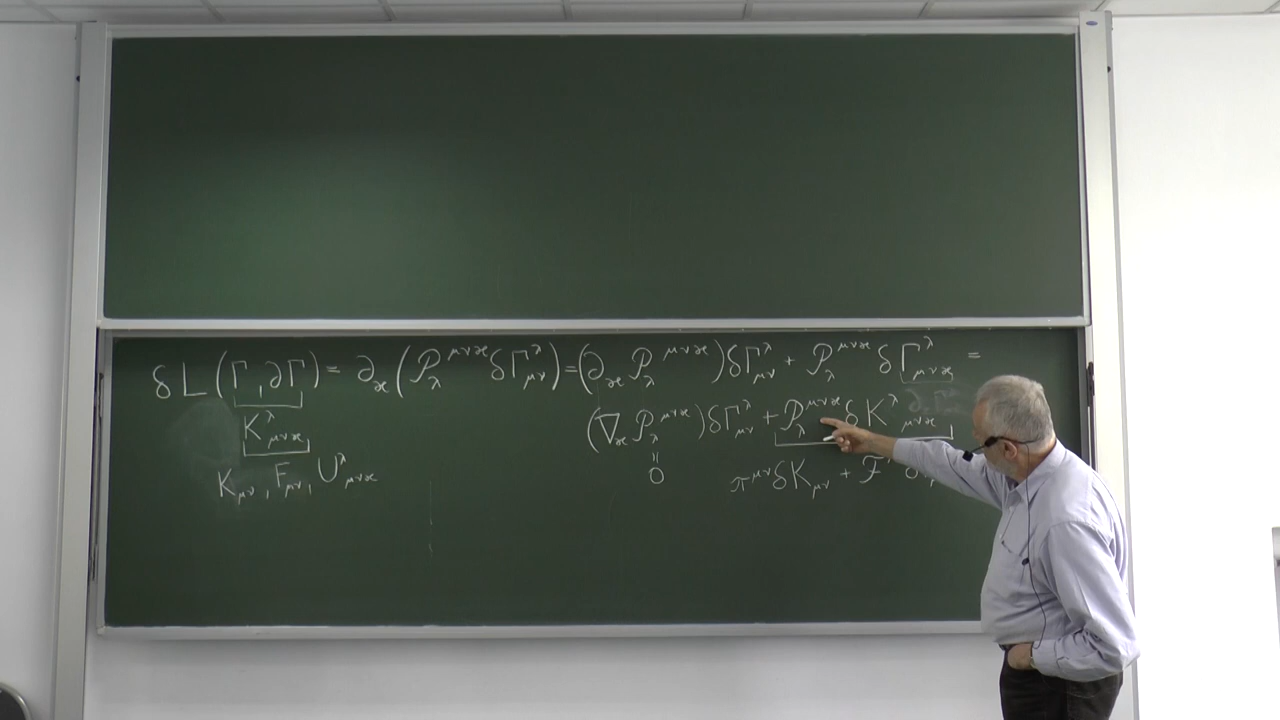 δL(Γ,∂Γ) = ∂_ϰ(𝒫_λ^{μνϰ} δΓ^λ_{μν}) = (∂_ϰ 𝒫_λ^{μνϰ})δΓ^λ_{μν} + 𝒫_λ^{μνϰ} δΓ^λ_{μνϰ} =
K^λ_{μνϰ} (∇_ϰ 𝒫_λ^{μνϰ})δΓ^λ_{μν} + 𝒫_λ^{μνϰ} δK^λ_{μνϰ}
= 0
K_{μν}, F_{μν}, U^λ_{μνϰ} π^{μν}δK_{μν} + ℱ